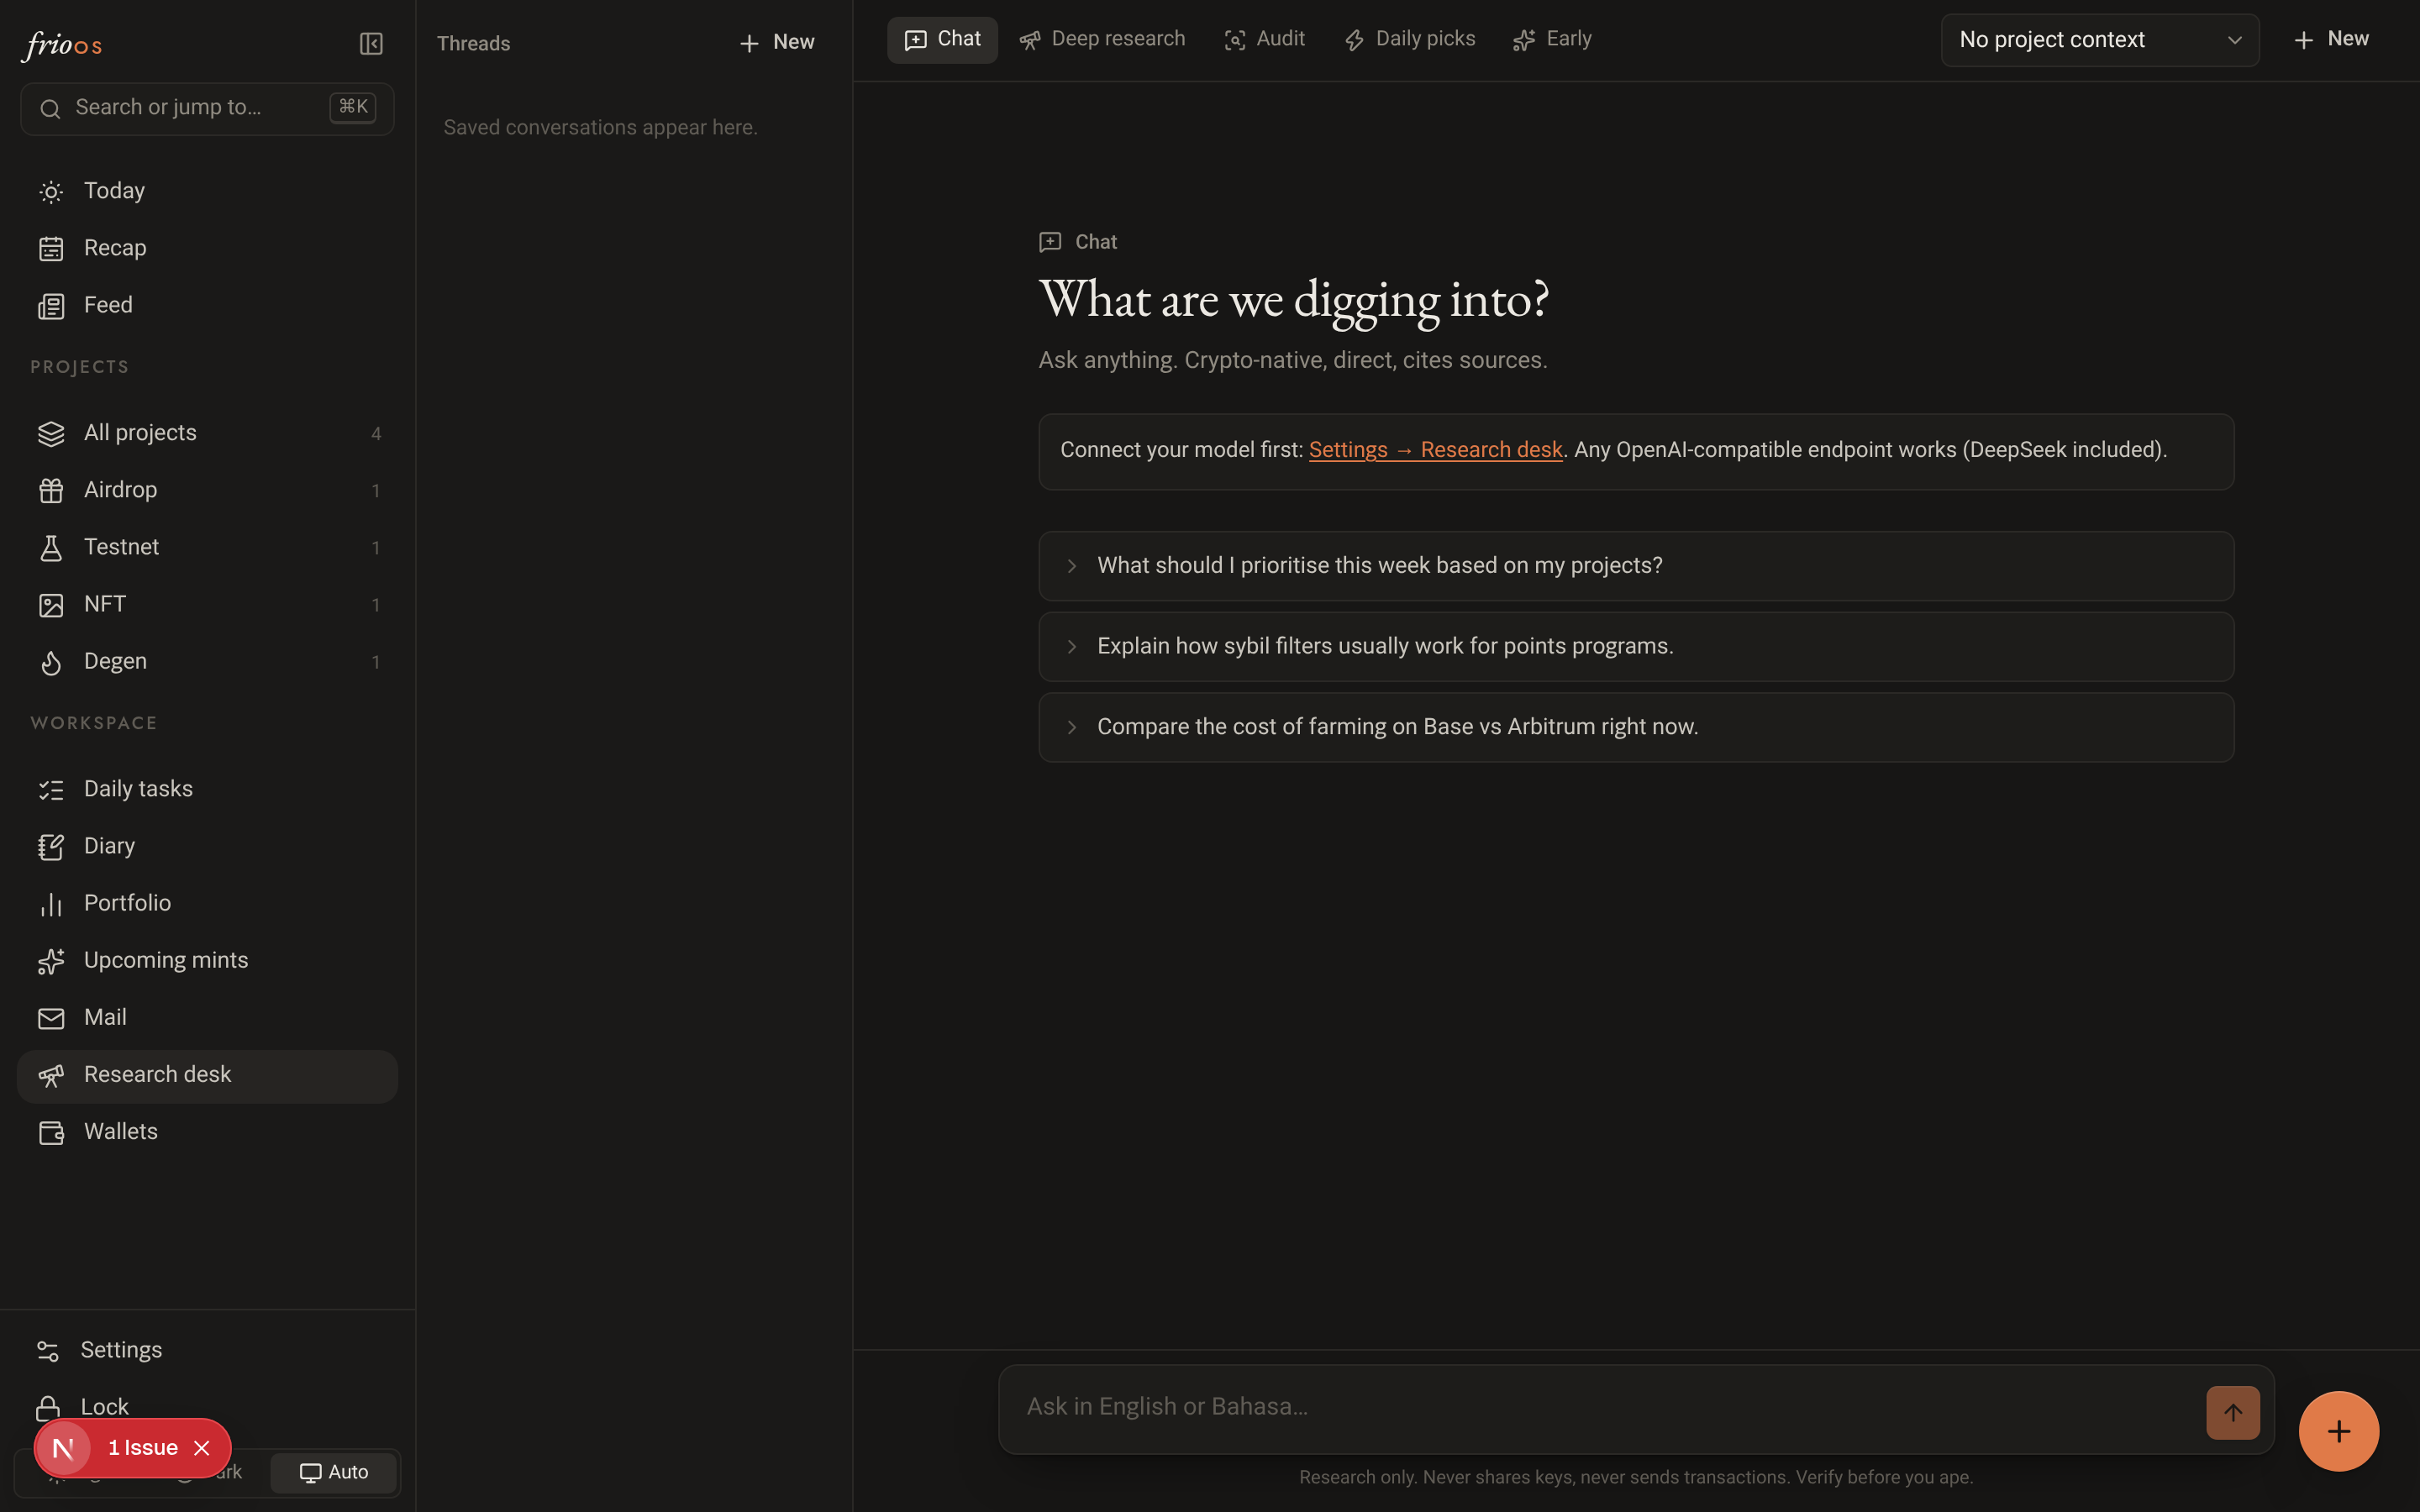 frioos
Search or jump to...
⌘K
Today
Recap
Feed
PROJECTS
All projects 4
Airdrop 1
Testnet 1
NFT 1
Degen 1
WORKSPACE
Daily tasks
Diary
Portfolio
Upcoming mints
Mail
Research desk
Wallets
Settings
Lock
N 1 Issue
Auto
Threads
+ New
Saved conversations appear here.
Chat
Deep research
Audit
Daily picks
Early
No project context
+ New
Chat
What are we digging into?
Ask anything. Crypto-native, direct, cites sources.
Connect your model first: Settings → Research desk. Any OpenAI-compatible endpoint works (DeepSeek included).
What should I prioritise this week based on my projects?
Explain how sybil filters usually work for points programs.
Compare the cost of farming on Base vs Arbitrum right now.
Ask in English or Bahasa...
Research only. Never shares keys, never sends transactions. Verify before you ape.